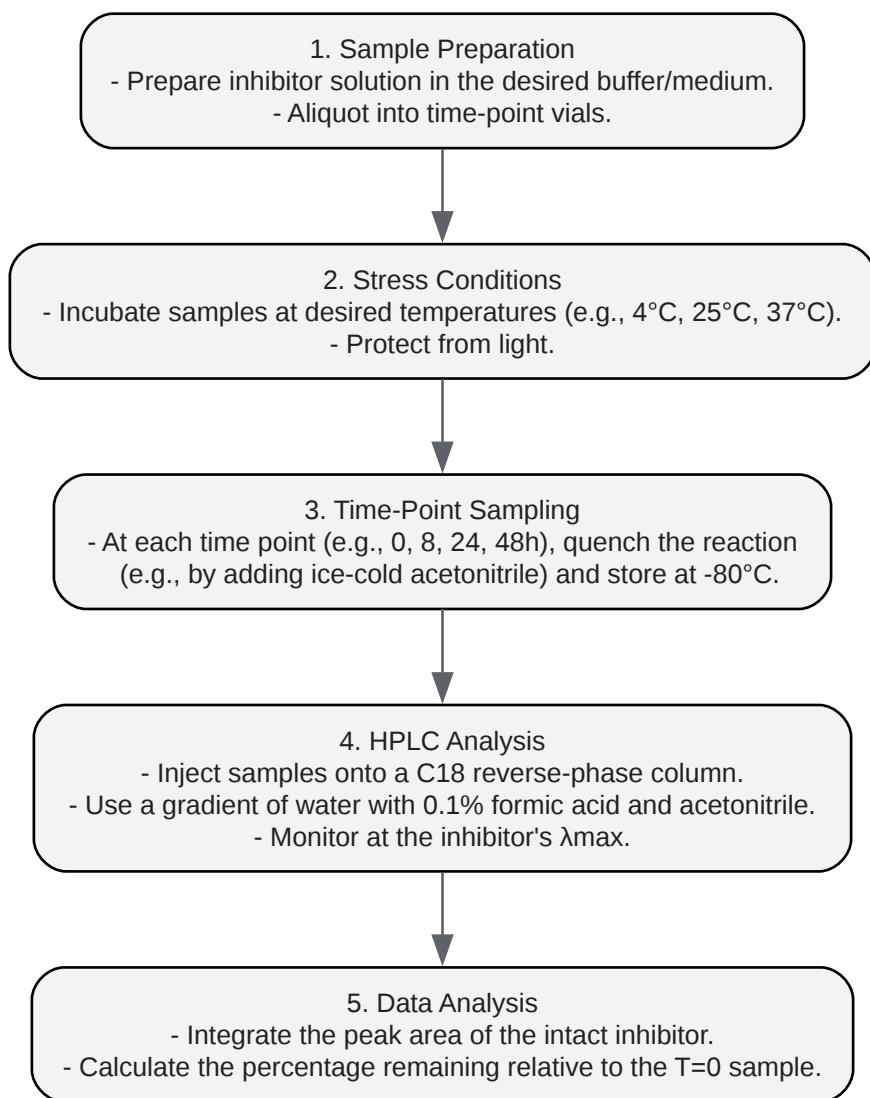 1. Sample Preparation
- Prepare inhibitor solution in the desired buffer/medium.
- Aliquot into time-point vials.
2. Stress Conditions
- Incubate samples at desired temperatures (e.g., 4°C, 25°C, 37°C).
- Protect from light.
3. Time-Point Sampling
- At each time point (e.g., 0, 8, 24, 48h), quench the reaction
(e.g., by adding ice-cold acetonitrile) and store at -80°C.
4. HPLC Analysis
- Inject samples onto a C18 reverse-phase column.
- Use a gradient of water with 0.1% formic acid and acetonitrile.
- Monitor at the inhibitor's λmax.
5. Data Analysis
- Integrate the peak area of the intact inhibitor.
- Calculate the percentage remaining relative to the T=0 sample.